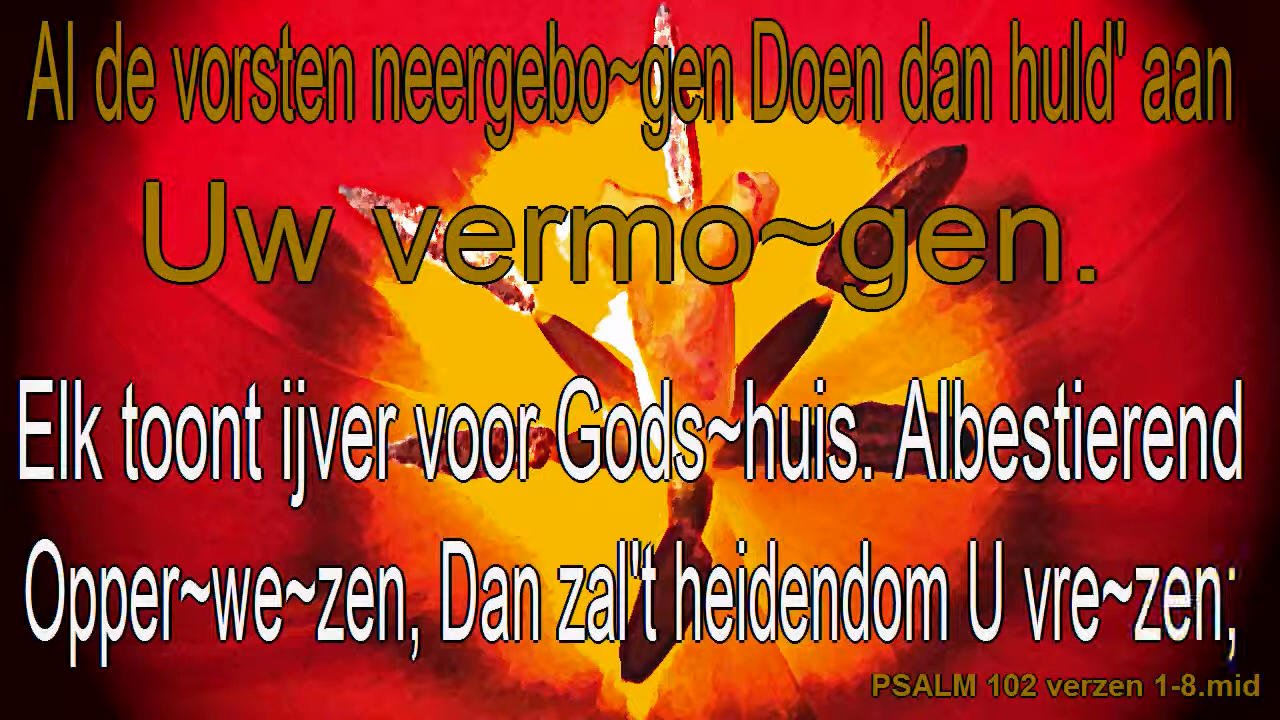 Al de vorsten neergebo~gen Doen dan huld' aan
Uw vermo~gen.
Elk toont ijver voor Gods~huis. Albestierend
Opper~we~zen, Dan zal't heidendom U vre~zen;
PSALM 102 verzen 1-8.mid